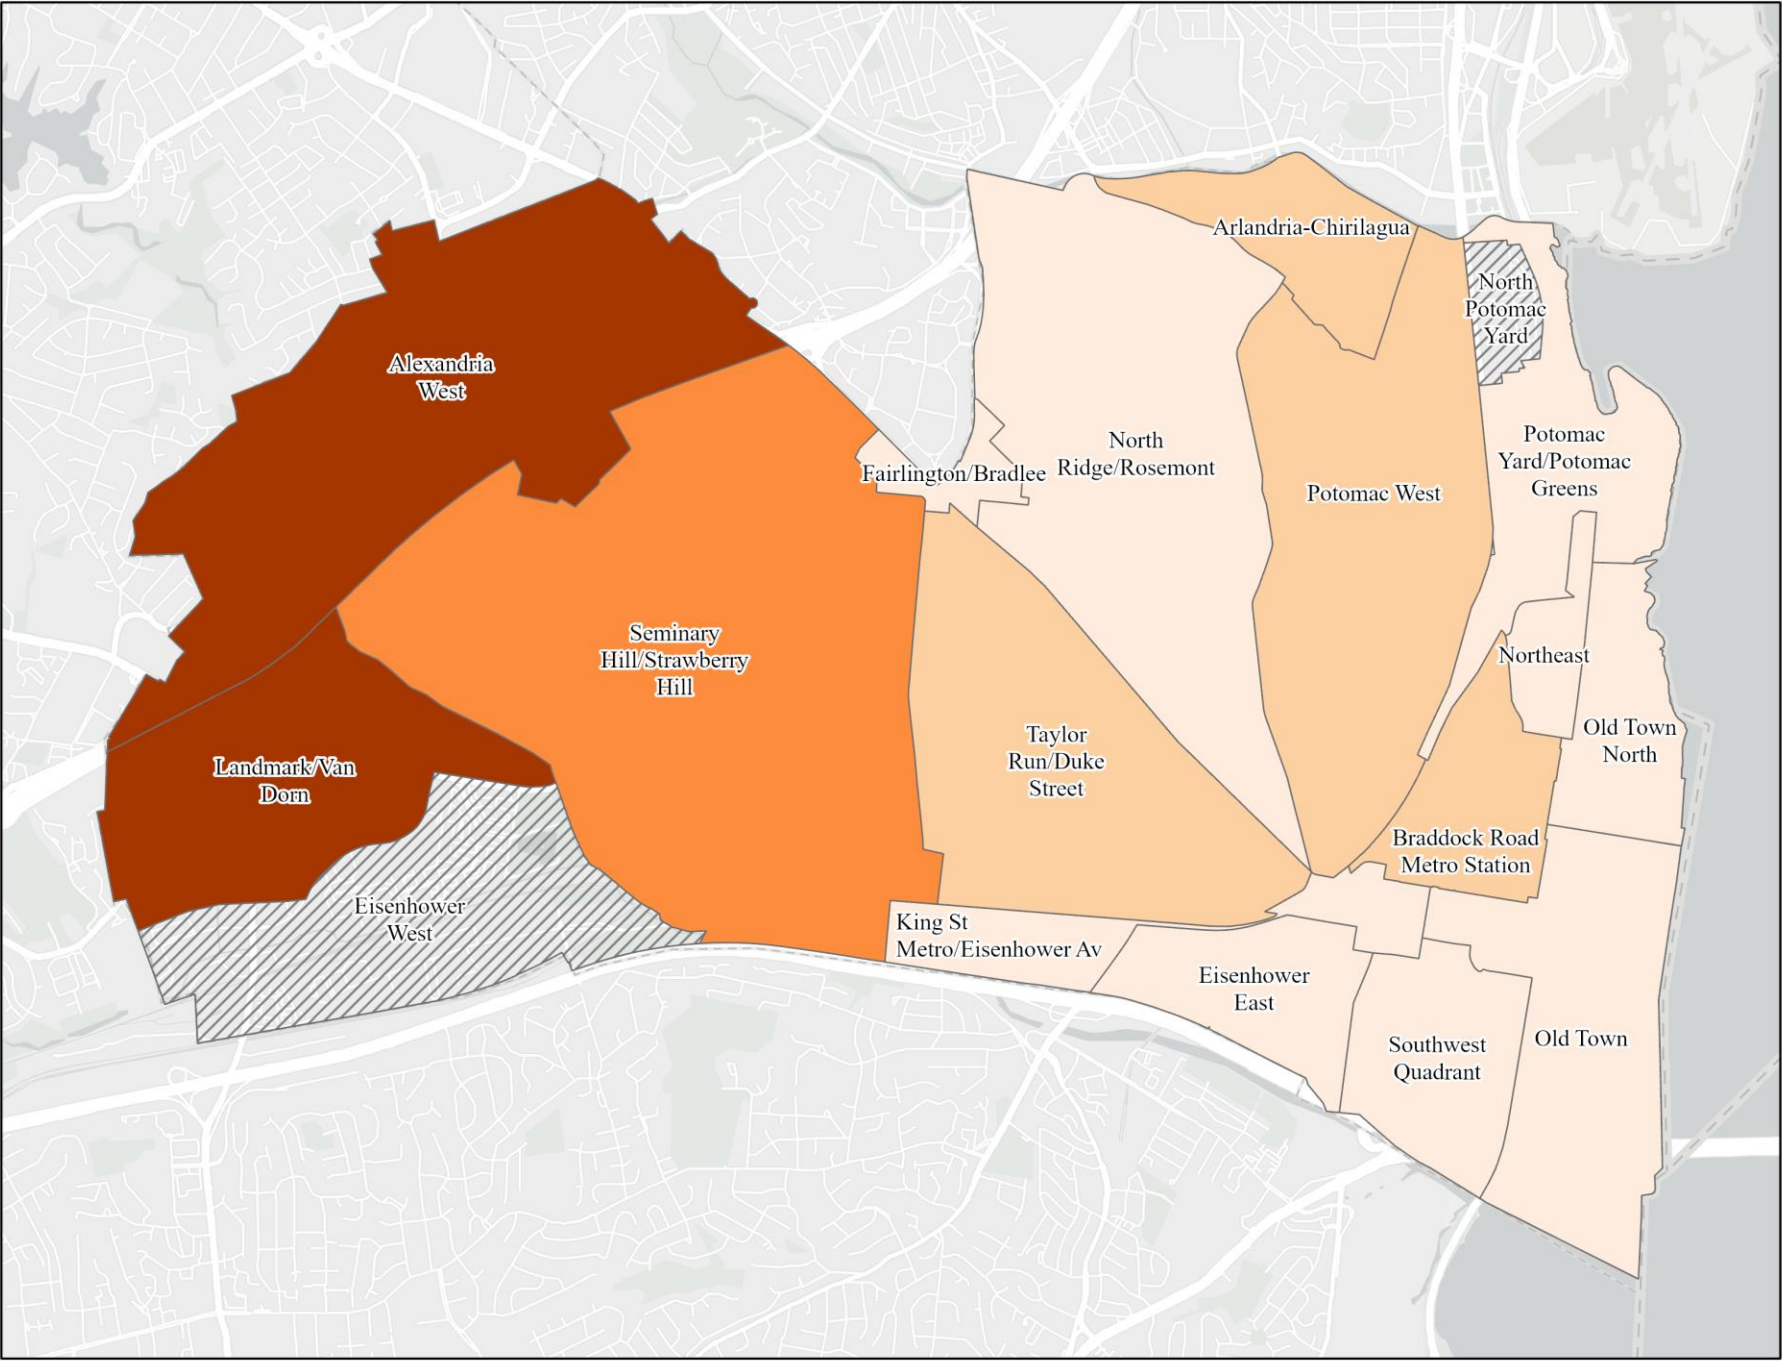 Arlandria-Chirilagua
North
Potomac
Yard
Alexandria
West
Potomac
Yard/Potomac
Greens
North
Ridge/Rosemont
Fairlington/Bradlee
Potomac West
Seminary
Hill/Strawberry
Hill
Northeast
Taylor
Run/Duke
Street
Old Town
North
Landmark/Van
Dorn
Braddock Road
Metro Station
Eisenhower
West
King St
Metro/Eisenhower Av
Eisenhower
East
Southwest
Quadrant
Old Town